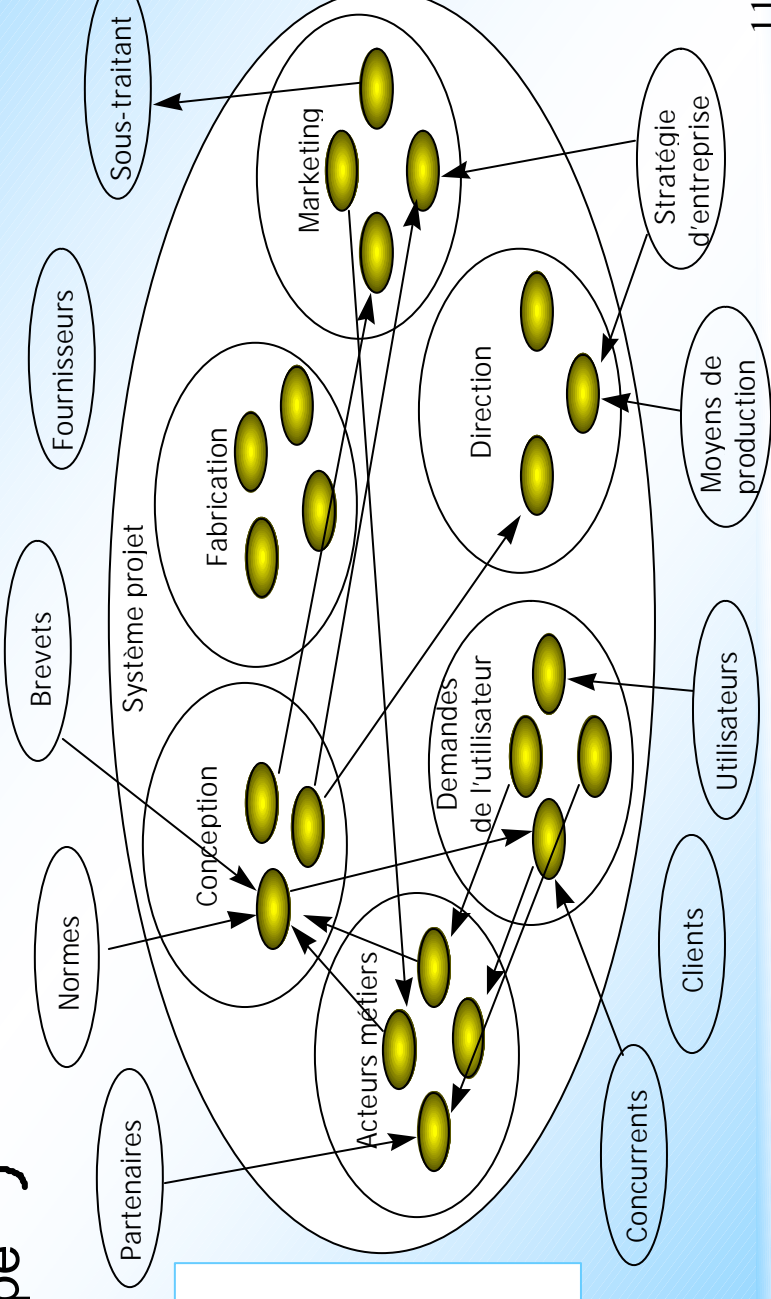 Brevets
Fournisseurs
Normes
Sous-traitant
Partenaires
Système projet
Conception
Fabrication
Marketing
Acteurs métiers
Demandes
de l'utilisateur
Direction
Stratégie
d'entreprise
Concurrents
Clients
Utilisateurs
Moyens de
production
11